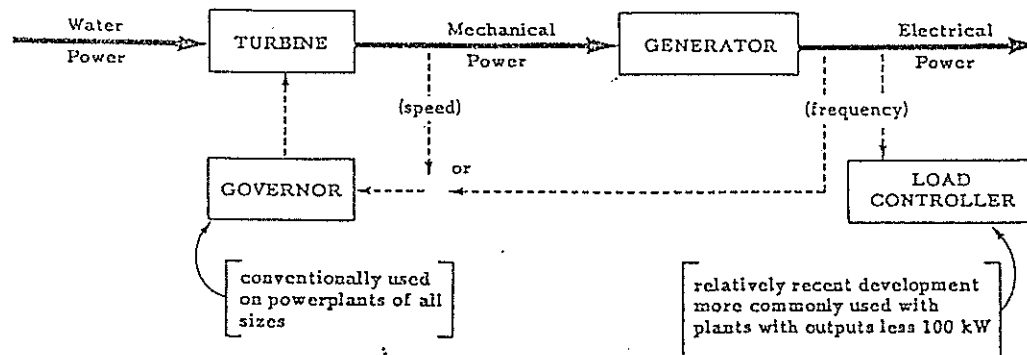 Water
Power
TURBINE
Mechanical
Power
GENERATOR
Electrical
Power
(speed)
(frequency)
or
GOVERNOR
LOAD
CONTROLLER
conventionally used
on powerplants of all
sizes
relatively recent development
more commonly used with
plants with outputs less 100 kW